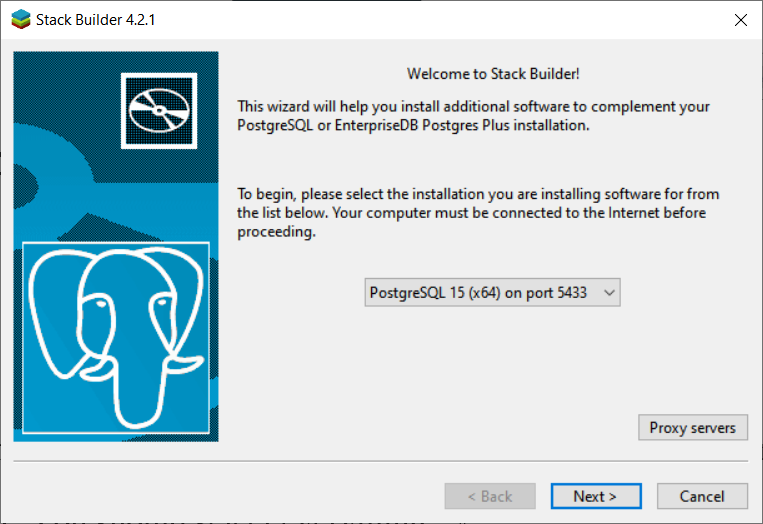 Stack Builder 4.2.1
Welcome to Stack Builder!
This wizard will help you install additional software to complement your
PostgreSQL or EnterpriseDB Postgres Plus installation.
To begin, please select the installation you are installing software for from
the list below. Your computer must be connected to the Internet before
proceeding.
PostgreSQL 15 (x64) on port 5433
Proxy servers
< Back
Next >
Cancel